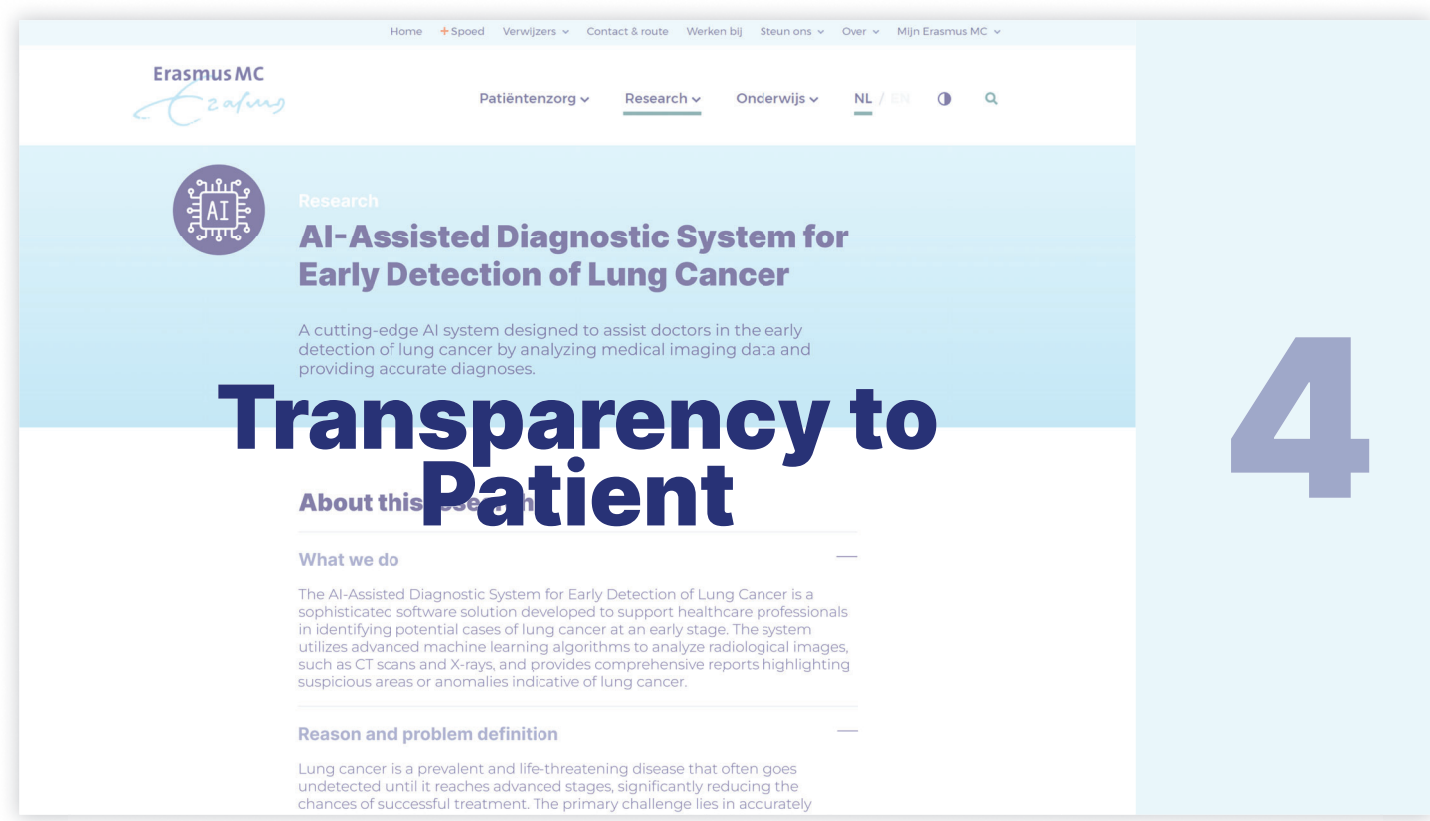 Home + Spoed Verwijzers Contact & route Werken bij Steun ons Over Mijn Erasmus MC
Erasmus MC
Erasmus
Patiëntenzorg Research Onderwijs NL / EN
AI
Research
AI-Assisted Diagnostic System for
Early Detection of Lung Cancer
A cutting-edge AI system designed to assist doctors in the early
detection of lung cancer by analyzing medical imaging data and
providing accurate diagnoses.
Transparency to
Patient
4
About this research
What we do
The AI-Assisted Diagnostic System for Early Detection of Lung Cancer is a
sophisticated software solution developed to support healthcare professionals
in identifying potential cases of lung cancer at an early stage. The system
utilizes advanced machine learning algorithms to analyze radiological images,
such as CT scans and X-rays, and provides comprehensive reports highlighting
suspicious areas or anomalies indicative of lung cancer.
Reason and problem definition
Lung cancer is a prevalent and life-threatening disease that often goes
undetected until it reaches advanced stages, significantly reducing the
chances of successful treatment. The primary challenge lies in accurately